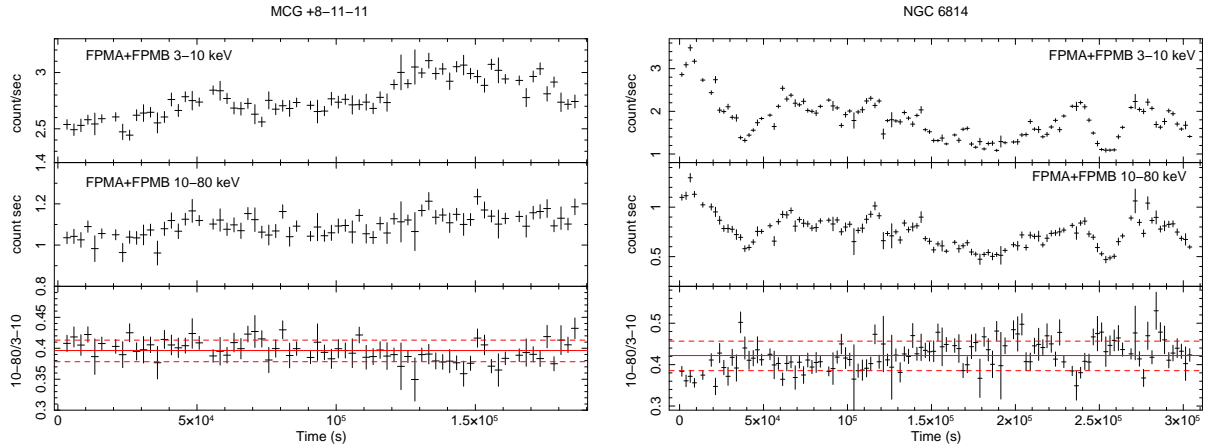 MCG +8−11−11
FPMA+FPMB 3−10 keV
count/sec
2.5
3
FPMA+FPMB 10−80 keV
count sec
0.8
1
1.2
1.4
10−80/3−10
0.3
0.35
0.4
0.45
0
5×10⁴
10⁵
1.5×10⁵
Time (s)
NGC 6814
FPMA+FPMB 3−10 keV
count/sec
1
2
3
FPMA+FPMB 10−80 keV
count sec
0.5
1
10−80/3−10
0.3
0.4
0.5
0
5×10⁴
10⁵
1.5×10⁵
2×10⁵
2.5×10⁵
3×10⁵
Time (s)